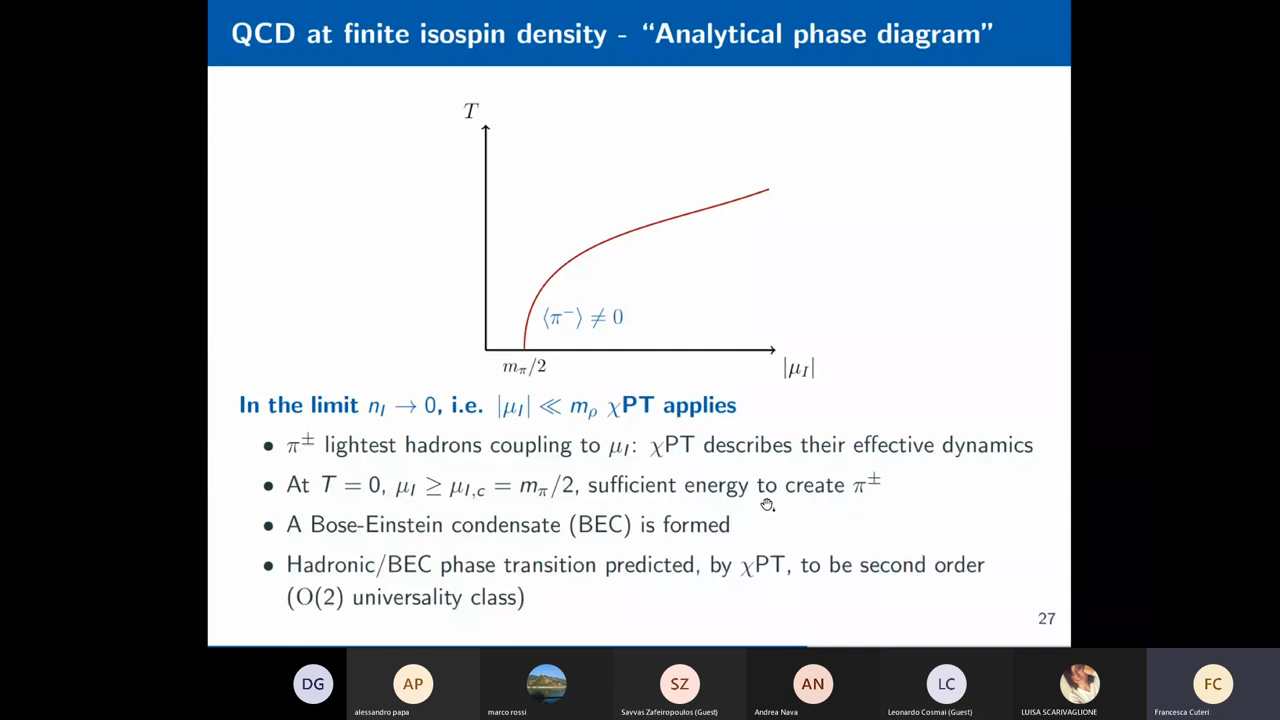 QCD at finite isospin density - “Analytical phase diagram”
T
⟨π⁻⟩ ≠ 0
mπ/2
|μI|
In the limit nI → 0, i.e. |μI| ≪ mρ χPT applies
• π± lightest hadrons coupling to μI: χPT describes their effective dynamics
• At T = 0, μI ≥ μI,c = mπ/2, sufficient energy to create π±
• A Bose-Einstein condensate (BEC) is formed
• Hadronic/BEC phase transition predicted, by χPT, to be second order
(O(2) universality class)
27
DG
AP
SZ
AN
LC
FC
alessandro papa
marco rossi
Savvas Zafeiropoulos (Guest)
Andrea Nava
Leonardo Cosmai (Guest)
LUISA SCARIVAGLIONE
Francesca Cuteri